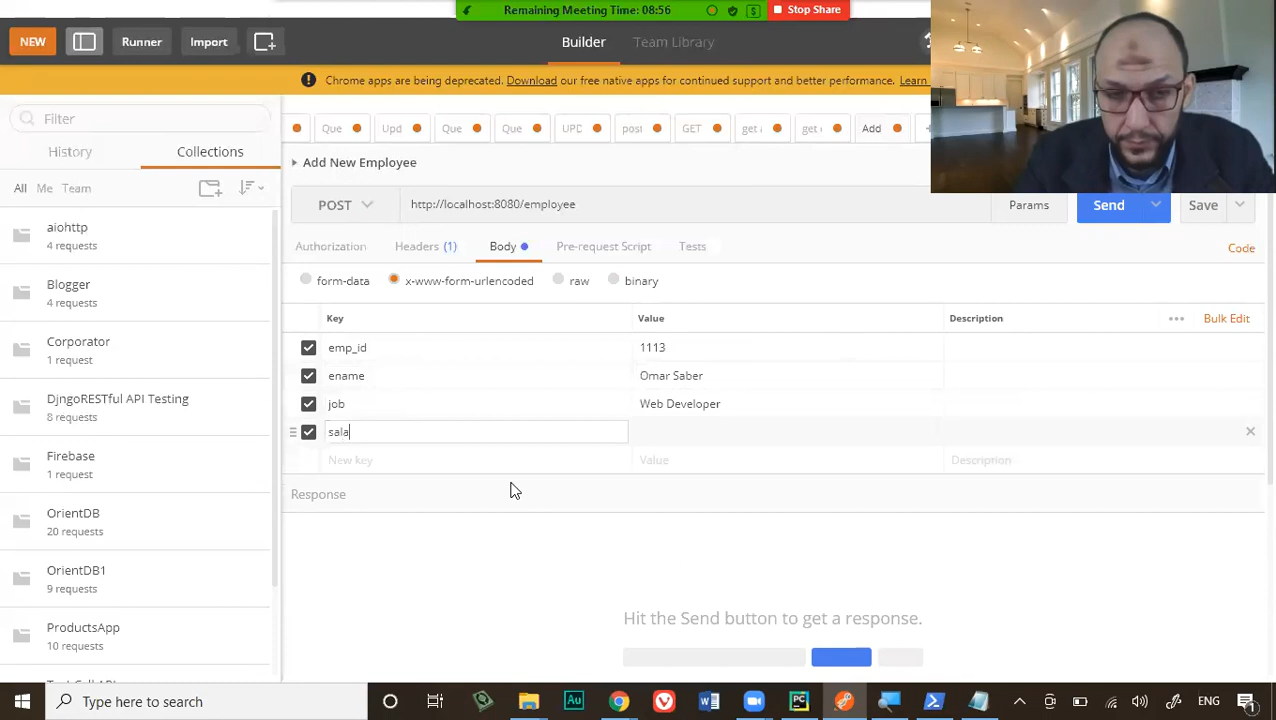 Remaining Meeting Time: 08:56
Stop Share
NEW
Runner
Import
Builder
Team Library
Chrome apps are being deprecated. Download our free native apps for continued support and better performance. Learn
Filter
Que
Upd
Que
Que
UPD
post
GET
get
get
Add
History
Collections
Add New Employee
All Me Team
POST
http://localhost:8080/employee
Params
Send
Save
aiohttp
4 requests
Authorization
Headers (1)
Body
Pre-request Script
Tests
Code
Blogger
4 requests
form-data
x-www-form-urlencoded
raw
binary
Key
Value
Description
Bulk Edit
Corporator
1 request
emp_id
1113
ename
Omar Saber
DjngoRESTful API Testing
8 requests
job
Web Developer
sala
Firebase
1 request
New key
Value
Description
Response
OrientDB
20 requests
OrientDB1
9 requests
Hit the Send button to get a response.
ProductsApp
10 requests
Type here to search
ENG